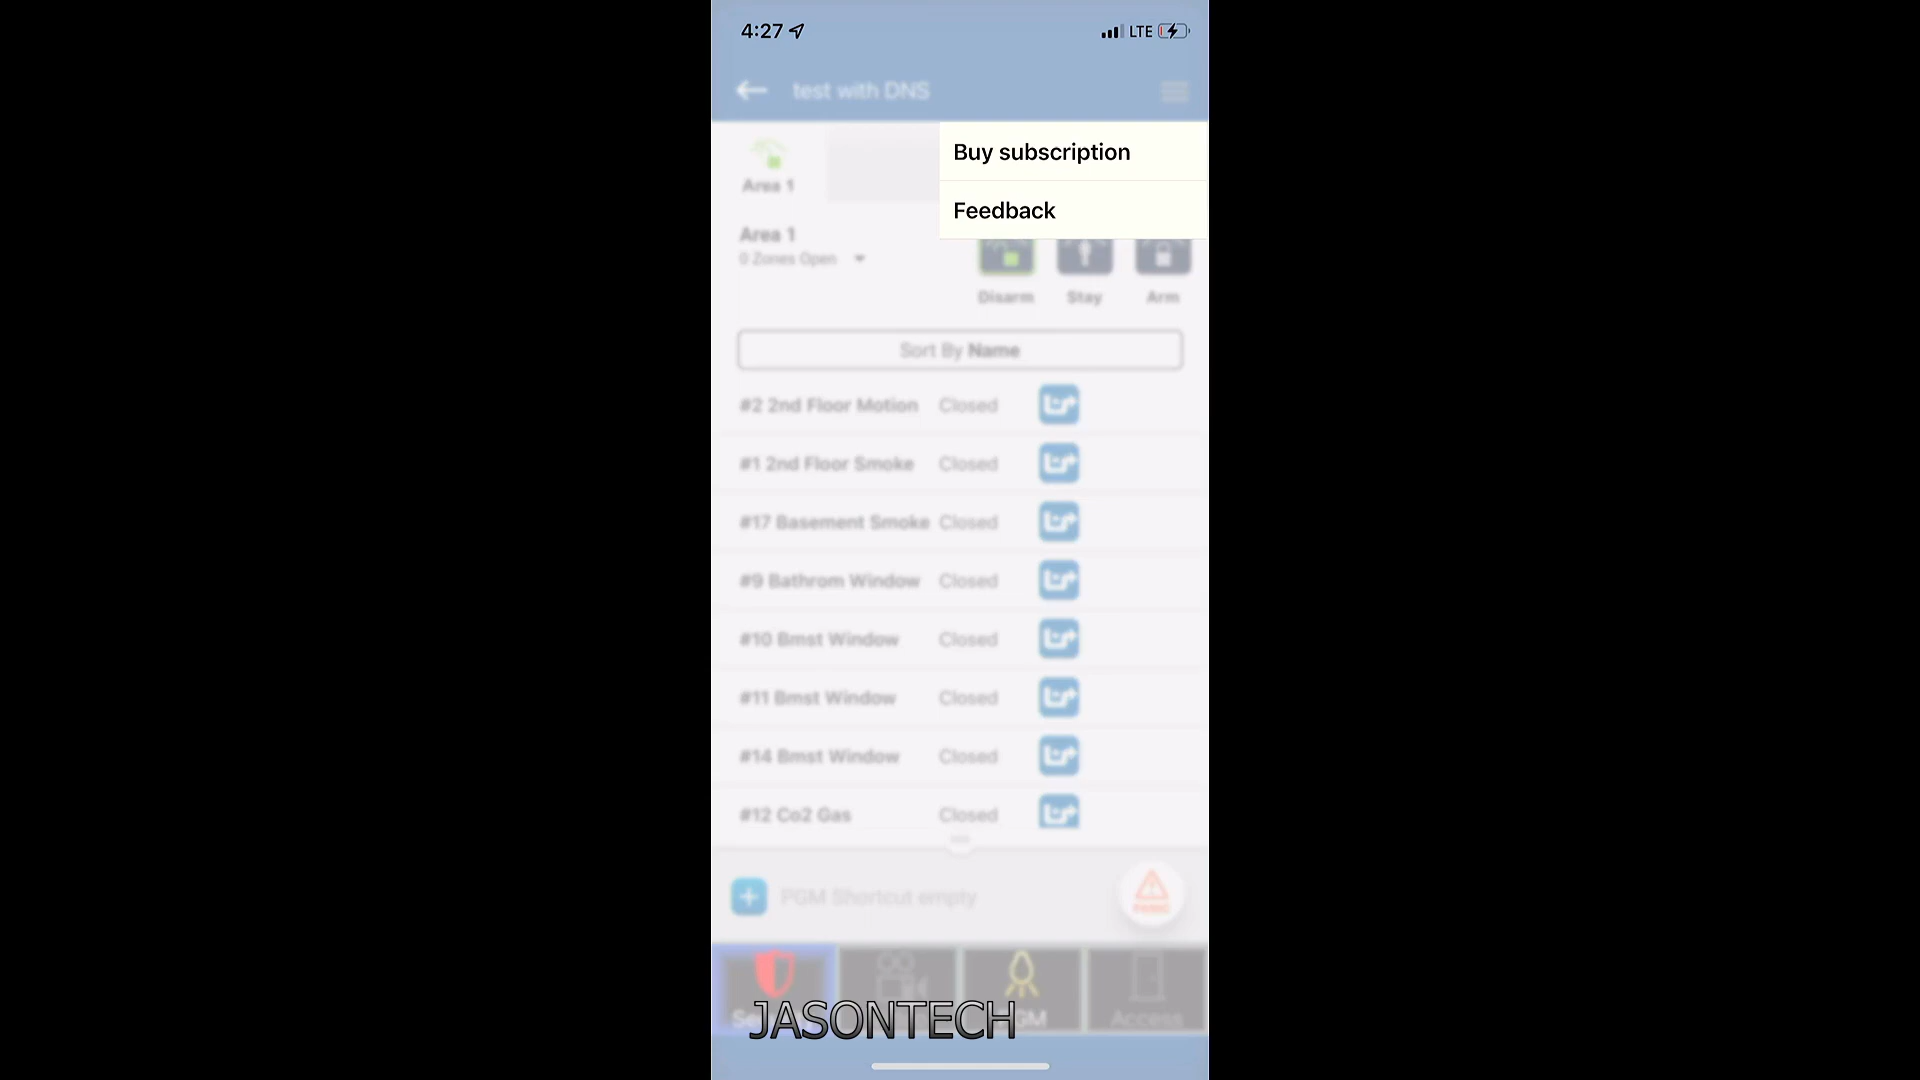 4:27 LTE
test with DNS
Buy subscription
Feedback
Area 1
Area 1
0 Zones Open
Disarm Stay Arm
Sort By Name
#2 2nd Floor Motion Closed
#1 2nd Floor Smoke Closed
#17 Basement Smoke Closed
#9 Bathrom Window Closed
#10 Bmst Window Closed
#11 Bmst Window Closed
#14 Bmst Window Closed
#12 Co2 Gas Closed
PGM Shortcut empty
PANIC
Access
JASONTECH